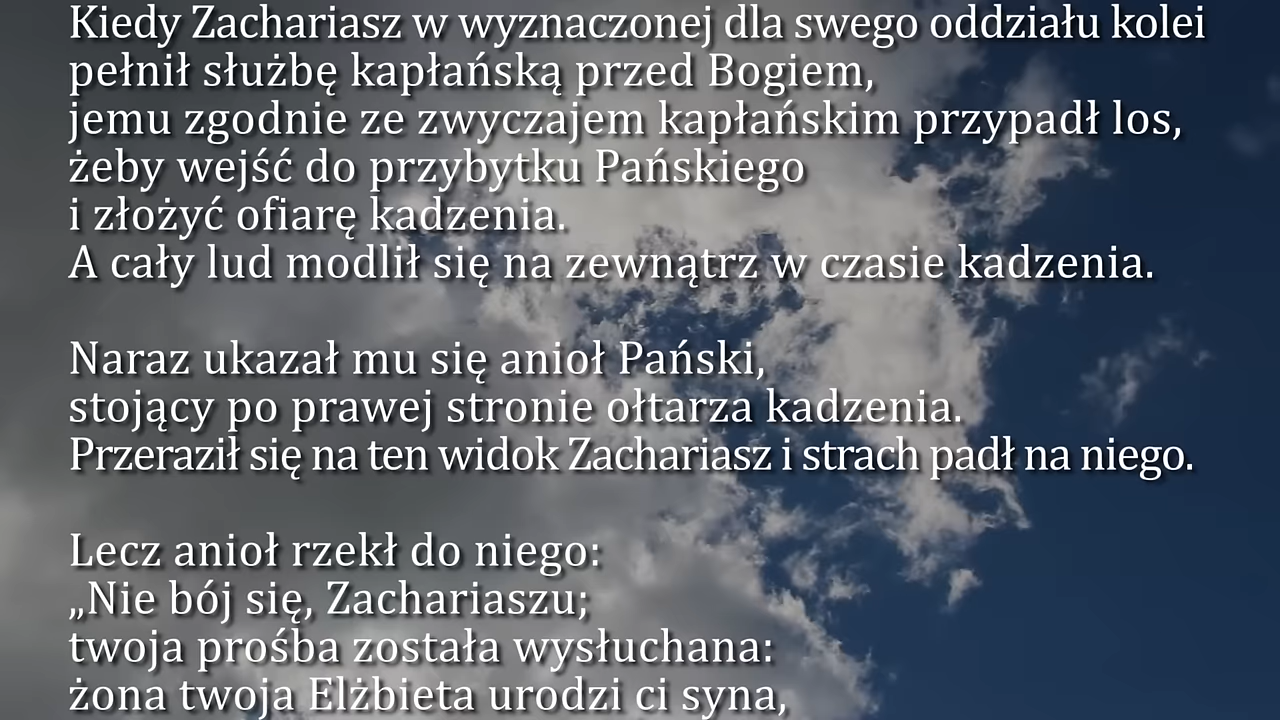 Kiedy Zachariasz w wyznaczonej dla swego oddziału kolei
pełnił służbę kapłańską przed Bogiem,
jemu zgodnie ze zwyczajem kapłańskim przypadł los,
żeby wejść do przybytku Pańskiego
i złożyć ofiarę kadzenia.
A cały lud modlił się na zewnątrz w czasie kadzenia.
Naraz ukazał mu się anioł Pański,
stojący po prawej stronie ołtarza kadzenia.
Przeraził się na ten widok Zachariasz i strach padł na niego.
Lecz anioł rzekł do niego:
„Nie bój się, Zachariaszu;
twoja prośba została wysłuchana:
żona twoja Elżbieta urodzi ci syna,